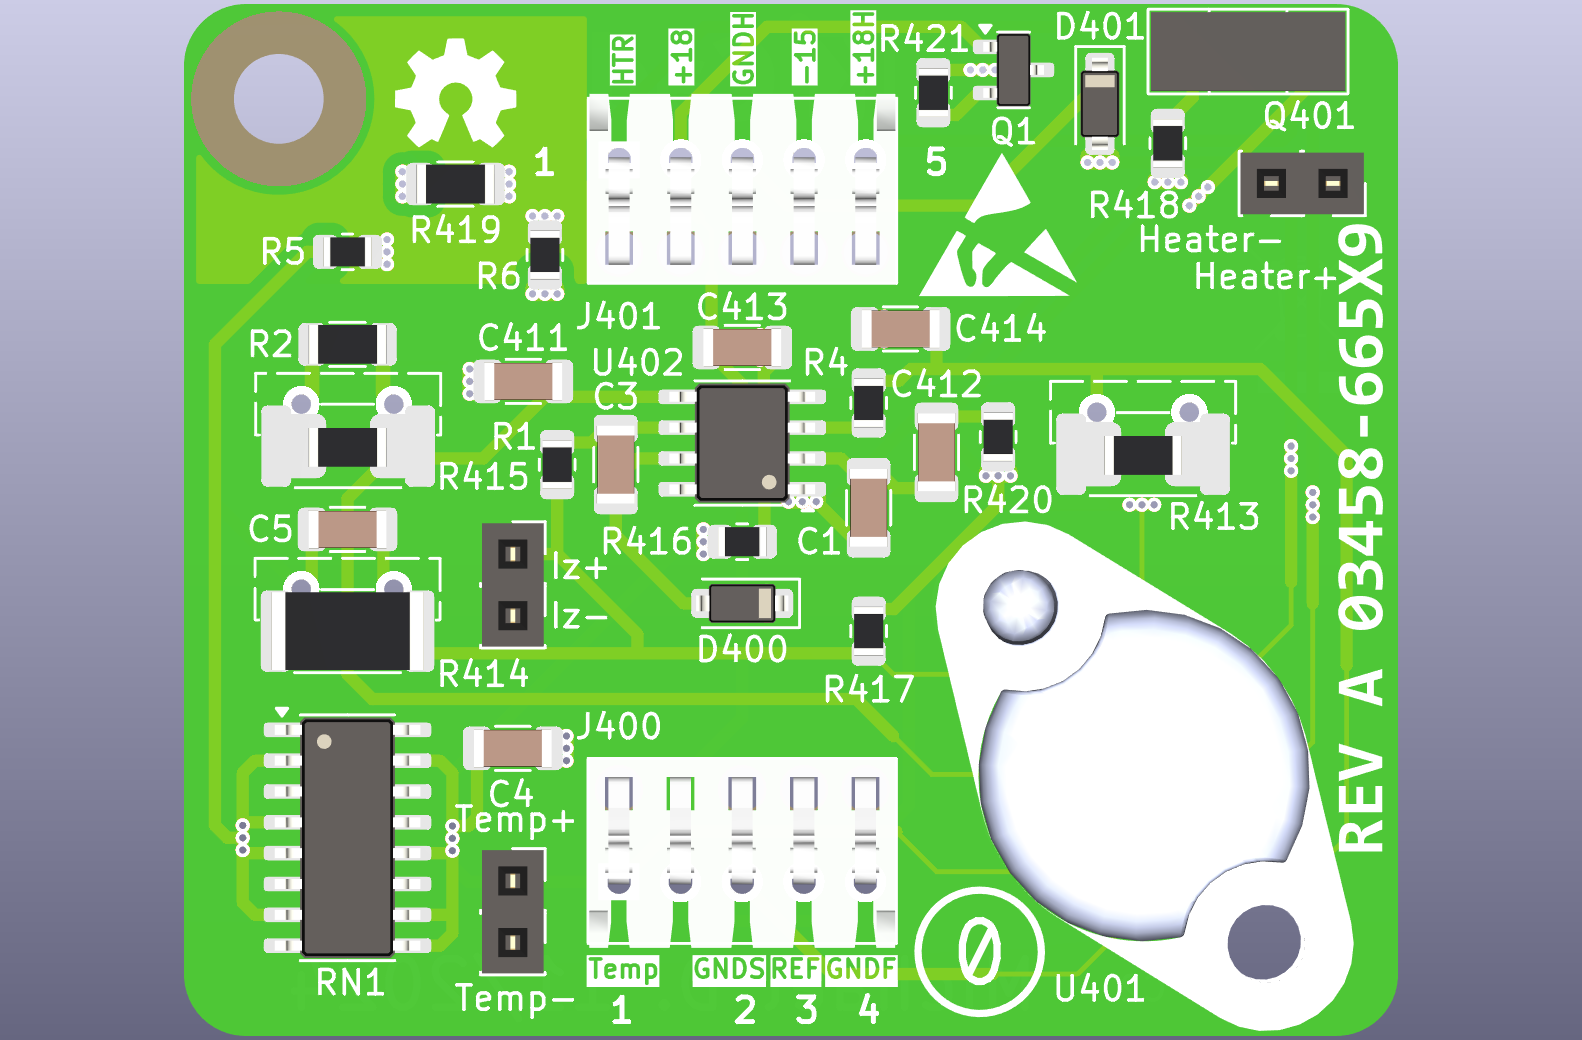 HTR
+18
GNDH
-15
+18H
R421
D401
Q1
Q401
1
5
R419
R418
R5
R6
Heater-
Heater+
J401
C413
C414
R2
C411
U402
R4
C3
C412
R1
R415
R420
R413
C5
R416
C1
Iz+
Iz-
D400
R414
R417
J400
C4
Temp+
RN1
Temp-
Temp
GNDS
REF
GNDF
1
2
3
4
0
U401
REV A 03458-665X9